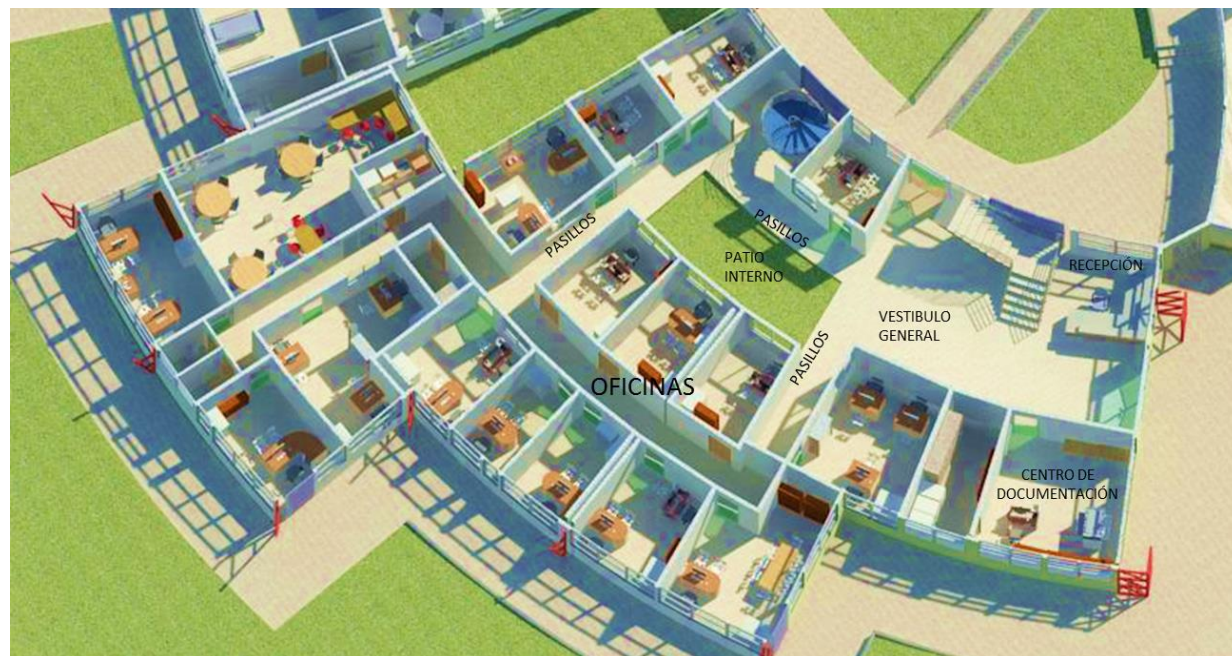 PASILLOS
PASILLOS
PATIO
INTERNO
RECEPCIÓN
VESTIBULO
GENERAL
PASILLOS
OFICINAS
CENTRO DE
DOCUMENTACIÓN